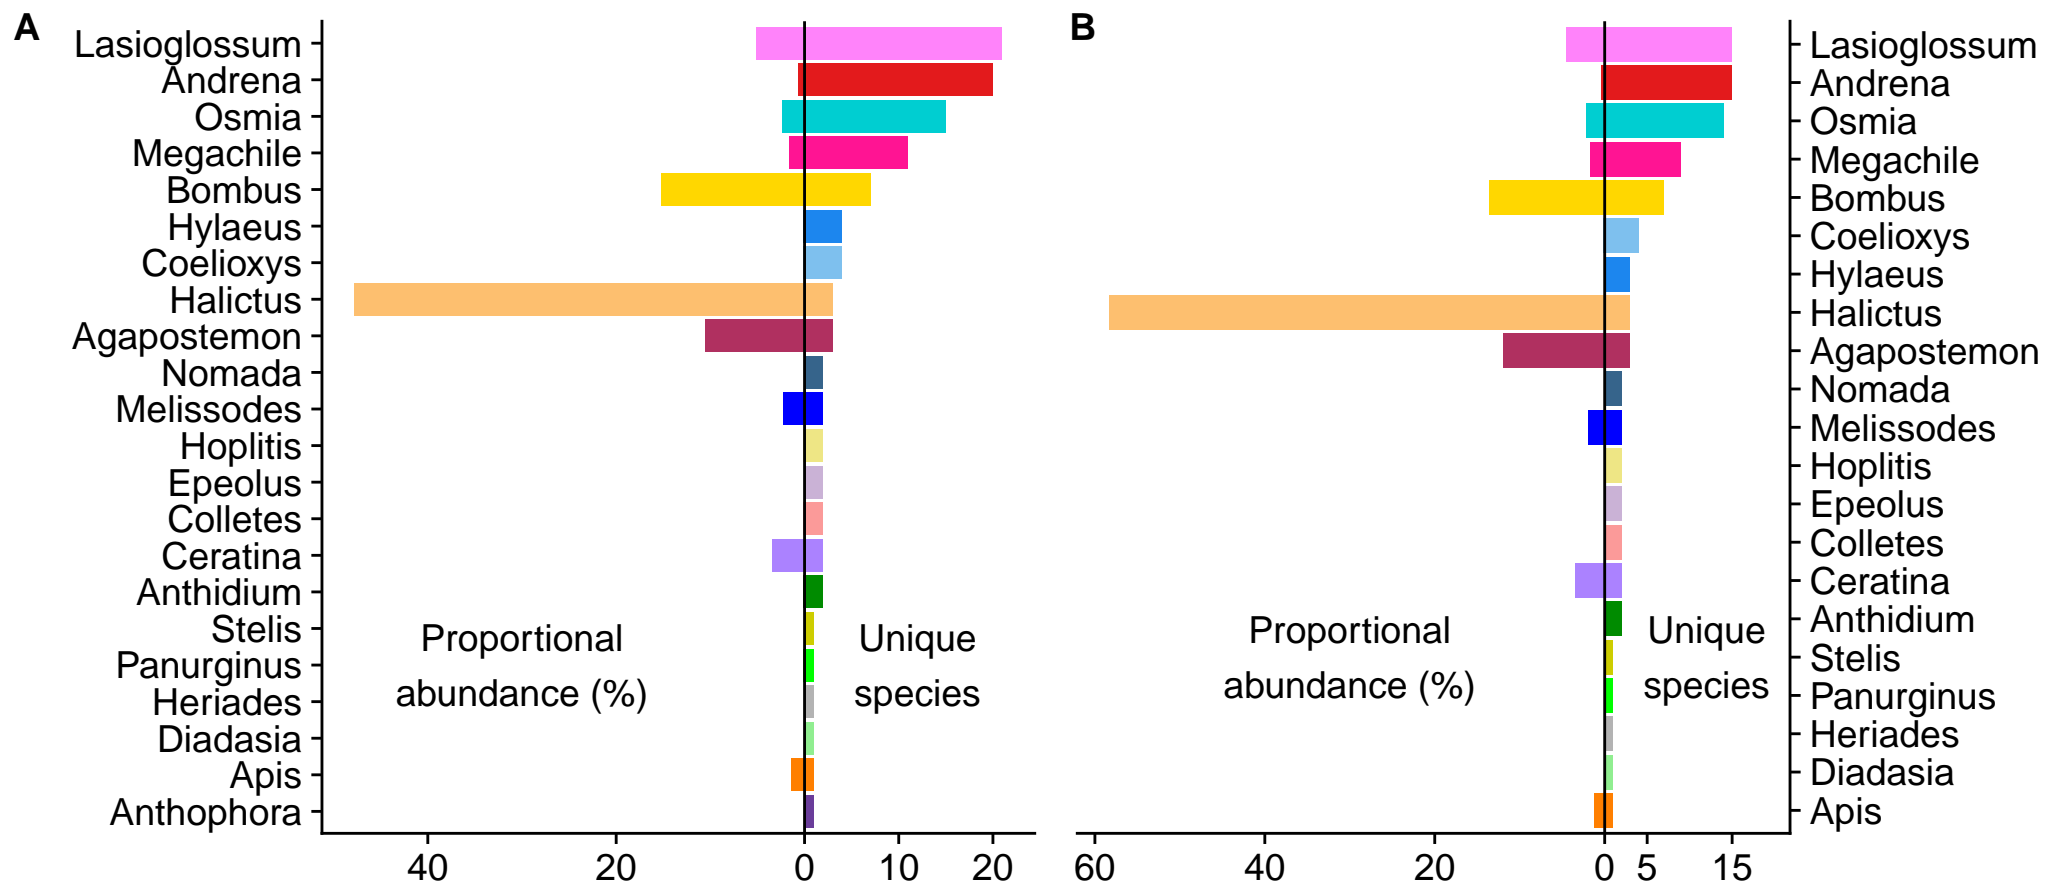 A
Lasioglossum
Andrena
Osmia
Megachile
Bombus
Hylaeus
Coelioxys
Halictus
Agapostemon
Nomada
Melissodes
Hoplitis
Epeolus
Colletes
Ceratina
Anthidium
Stelis
Panurginus
Heriades
Diadasia
Apis
Anthophora
Proportional
abundance (%)
Unique
species
40 20 0 10 20
B
Lasioglossum
Andrena
Osmia
Megachile
Bombus
Coelioxys
Hylaeus
Halictus
Agapostemon
Nomada
Melissodes
Hoplitis
Epeolus
Colletes
Ceratina
Anthidium
Stelis
Panurginus
Heriades
Diadasia
Apis
Proportional
abundance (%)
Unique
species
60 40 20 0 5 15